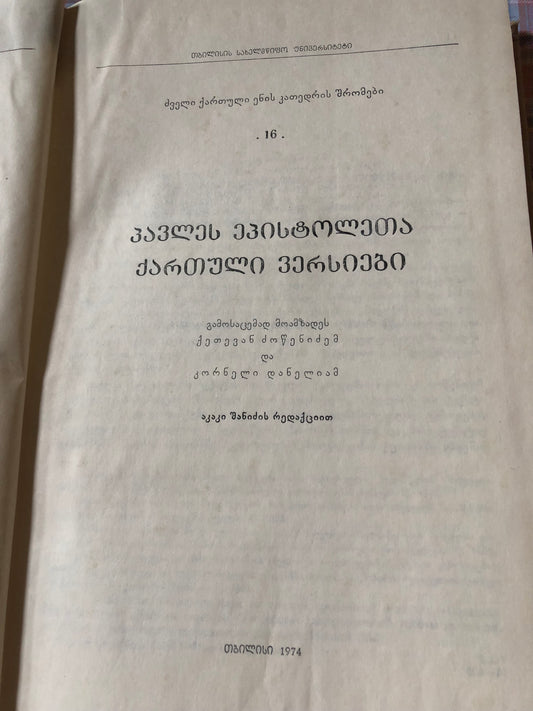 თბილისის სახელმწიფო უნივერსიტეტი
ძველი ქართული ენის კათედრის შრომები
. 16 .
პავლეს ეპისტოლეთა
ქართული ვერსიები
გამოსაცემად მოამზადეს
ქეთევან ძოწენიძემ
და
კორნელი დანელიამ
აკაკი შანიძის რედაქციით
თბილისი 1974